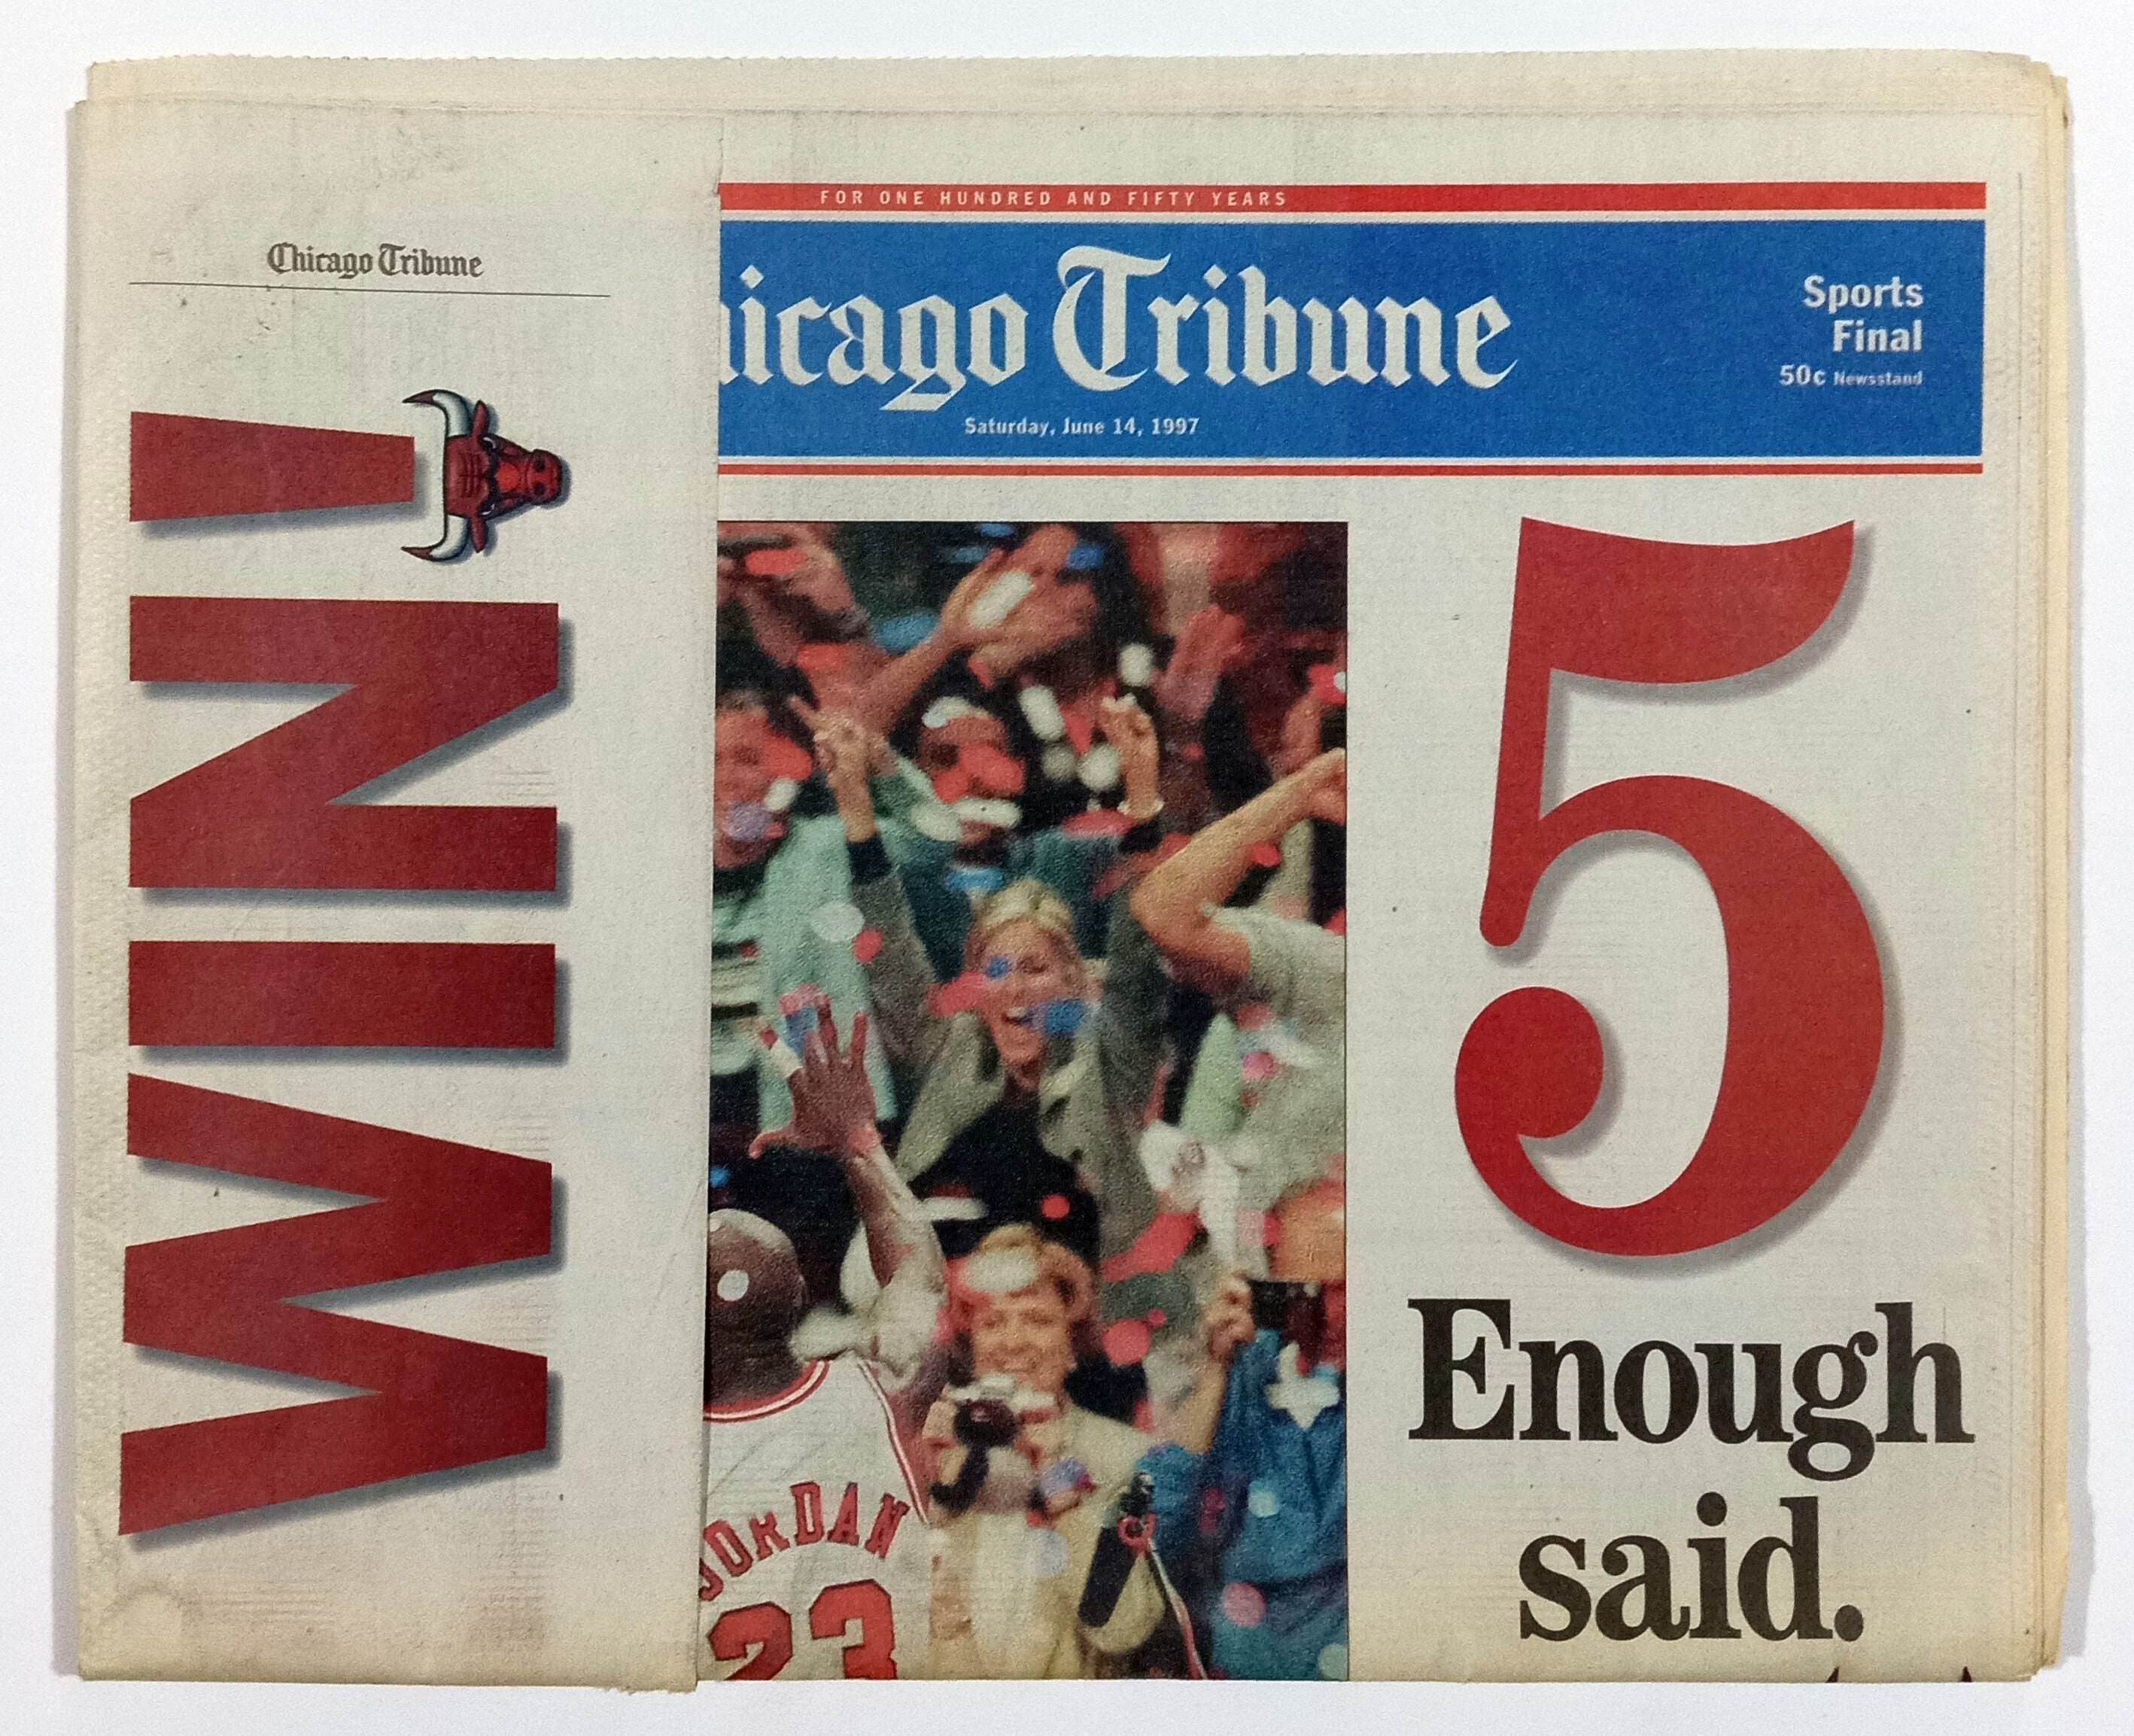 Chicago Tribune
WIN!
FOR ONE HUNDRED AND FIFTY YEARS
hicago Tribune
Saturday, June 14, 1997
Sports
Final
50c Newsstand
5
Enough
said.
JORDAN
23